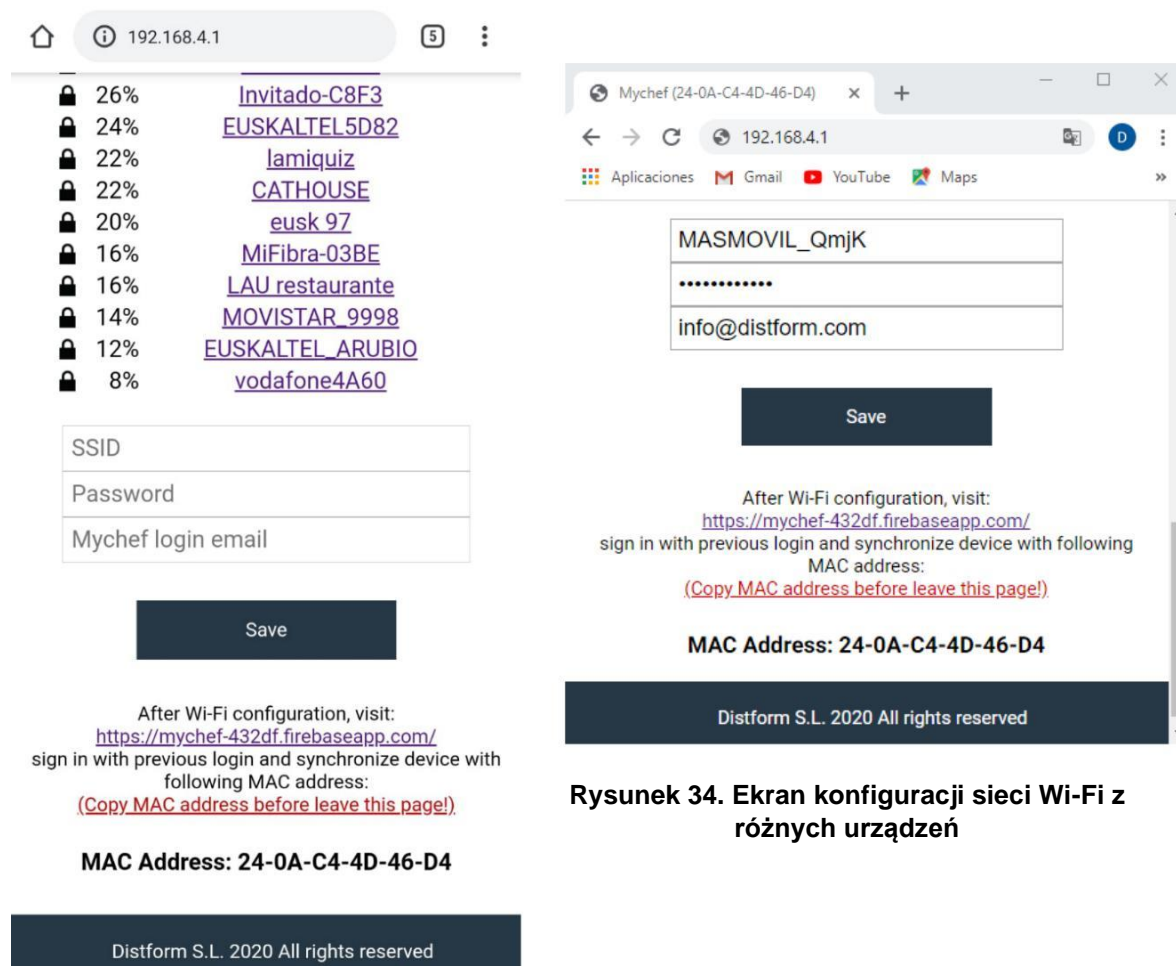 192.168.4.1
5
26% Invitado-C8F3
24% EUSKALTEL5D82
22% lamiquiz
22% CATHOUSE
20% eusk 97
16% MiFibra-03BE
16% LAU restaurante
14% MOVISTAR_9998
12% EUSKALTEL_ARUBIO
8% vodafone4A60
SSID
Password
Mychef login email
Save
After Wi-Fi configuration, visit:
https://mychef-432df.firebaseapp.com/
sign in with previous login and synchronize device with
following MAC address:
(Copy MAC address before leave this page!)
MAC Address: 24-0A-C4-4D-46-D4
Distform S.L. 2020 All rights reserved
Mychef (24-0A-C4-4D-46-D4)
192.168.4.1
D
Aplicaciones Gmail YouTube Maps
MASMOVIL_QmjK
••••••••••••
info@distform.com
Save
After Wi-Fi configuration, visit:
https://mychef-432df.firebaseapp.com/
sign in with previous login and synchronize device with following
MAC address:
(Copy MAC address before leave this page!)
MAC Address: 24-0A-C4-4D-46-D4
Distform S.L. 2020 All rights reserved
Rysunek 34. Ekran konfiguracji sieci Wi-Fi z
różnych urządzeń